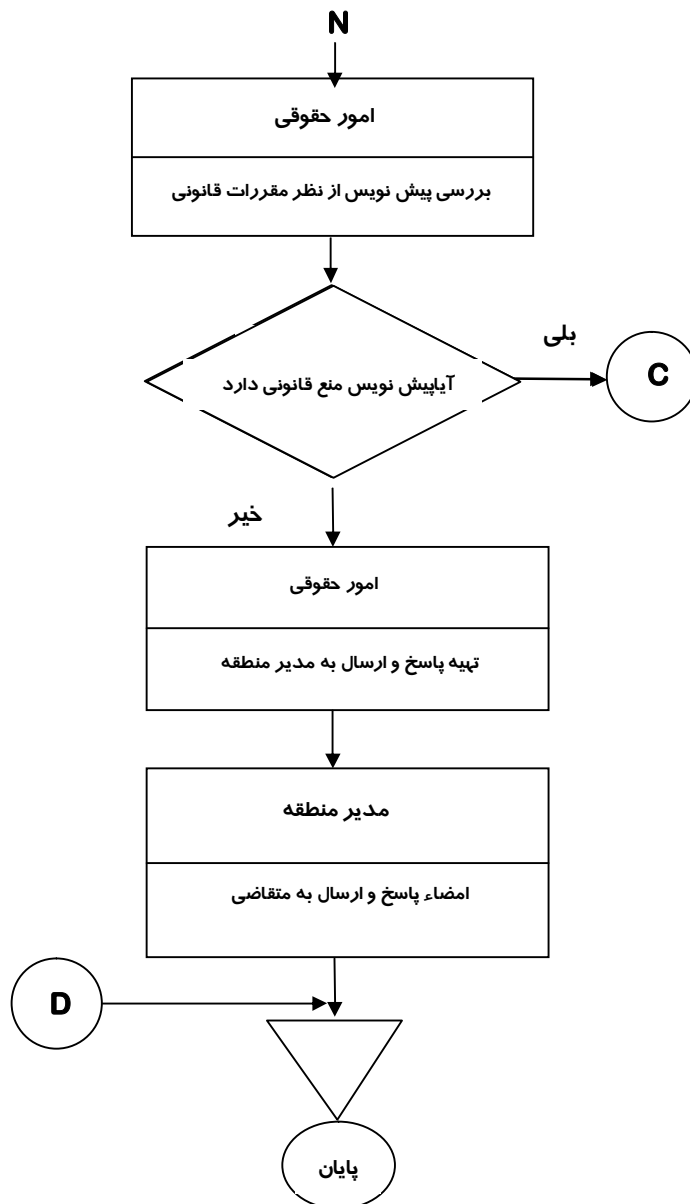 N
امور حقوقی
بررسی پیش نویس از نظر مقررات قانونی
بلی
آیاپیش نویس منع قانونی دارد
C
خیر
امور حقوقی
تهیه پاسخ و ارسال به مدیر منطقه
مدیر منطقه
امضاء پاسخ و ارسال به متقاضی
D
پایان